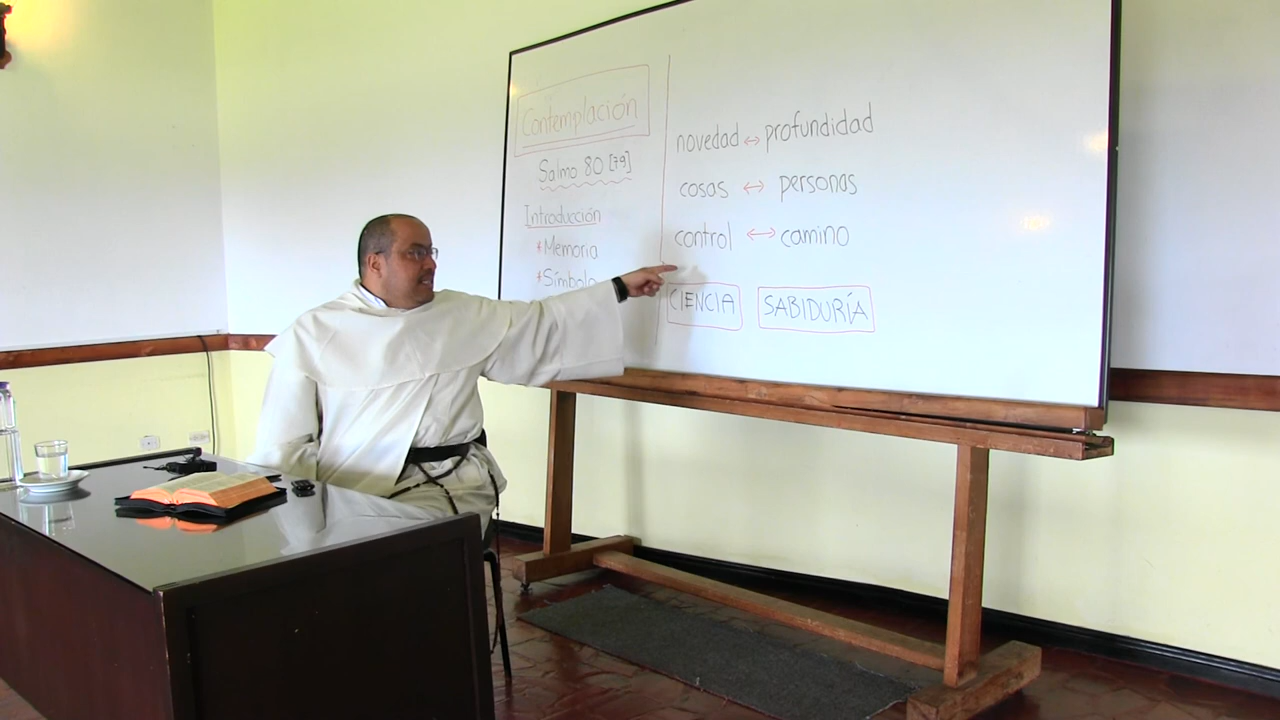 Contemplación
Salmo 80 [79]
Introducción
*Memoria
*Símbolo
novedad ↔ profundidad
cosas ↔ personas
control ↔ camino
CIENCIA SABIDURÍA